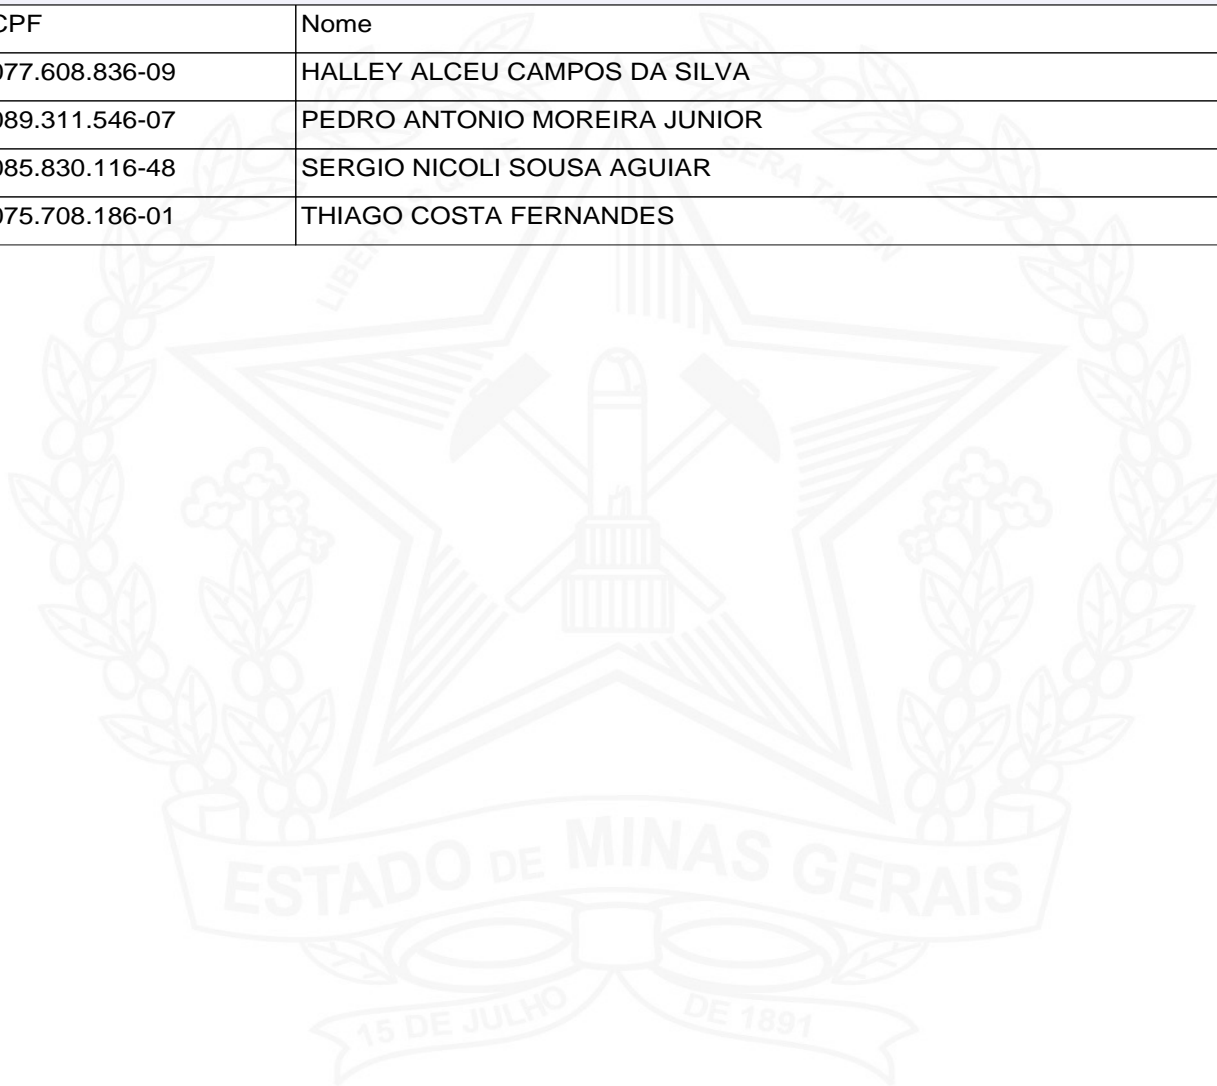 CPF Nome
077.608.836-09 HALLEY ALCEU CAMPOS DA SILVA
089.311.546-07 PEDRO ANTONIO MOREIRA JUNIOR
085.830.116-48 SERGIO NICOLI SOUSA AGUIAR
075.708.186-01 THIAGO COSTA FERNANDES
LIBERTAS QUAE SERA TAMEN
ESTADO DE MINAS GERAIS
15 DE JULHO DE 1891